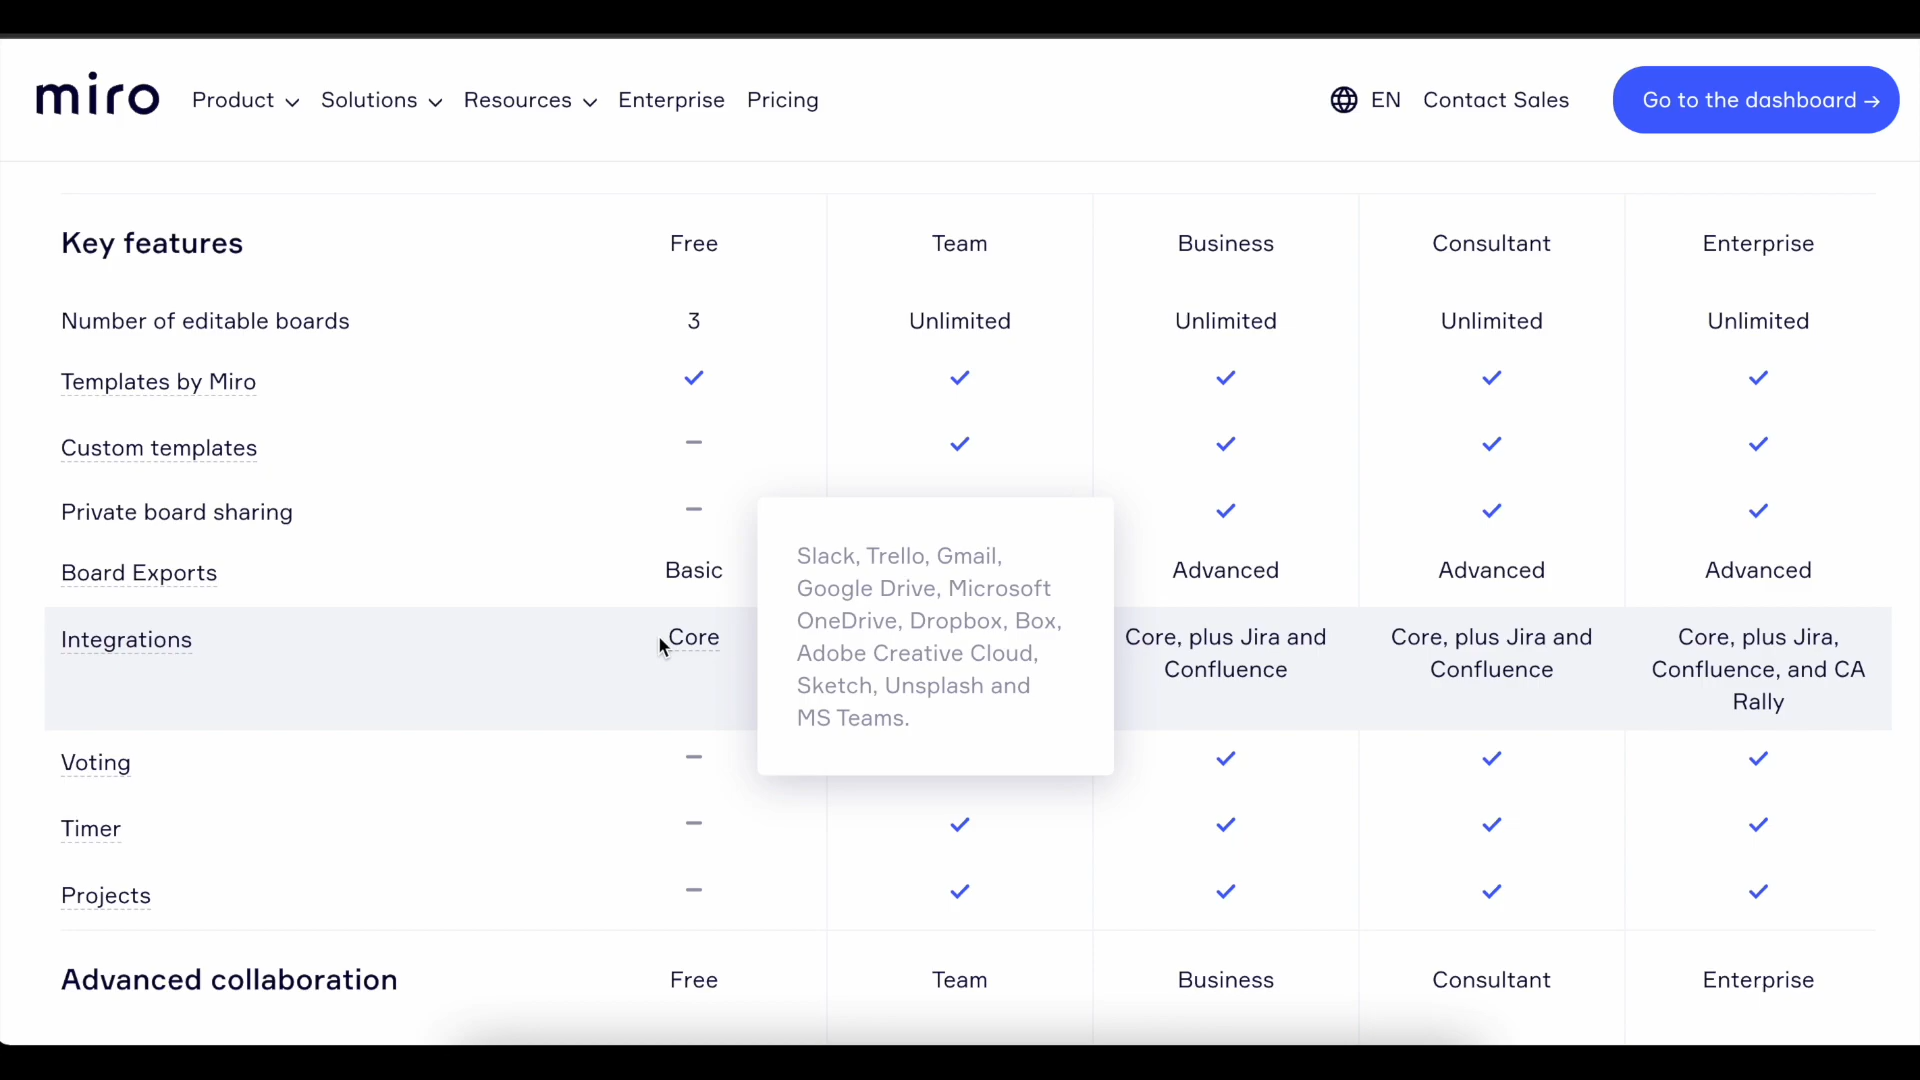 miro Product Solutions Resources Enterprise Pricing EN Contact Sales Go to the dashboard →
Key features Free Team Business Consultant Enterprise
Number of editable boards 3 Unlimited Unlimited Unlimited Unlimited
Templates by Miro
Custom templates
Private board sharing
Board Exports Basic Advanced Advanced Advanced
Integrations Core Core, plus Jira and Core, plus Jira and Core, plus Jira,
Confluence Confluence Confluence, and CA
Rally
Slack, Trello, Gmail,
Google Drive, Microsoft
OneDrive, Dropbox, Box,
Adobe Creative Cloud,
Sketch, Unsplash and
MS Teams.
Voting
Timer
Projects
Advanced collaboration Free Team Business Consultant Enterprise